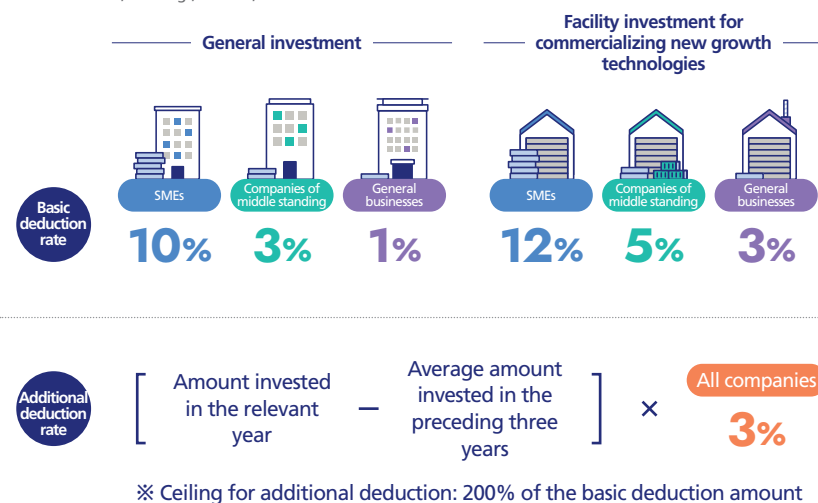 General investment
Facility investment for
commercializing new growth
technologies
Basic
deduction
rate
SMEs
Companies of
middle standing
General
businesses
SMEs
Companies of
middle standing
General
businesses
10%
3%
1%
12%
5%
3%
Additional
deduction
rate
[ Amount invested
in the relevant
year
–
Average amount
invested in the
preceding three
years ]
×
All companies
3%
※ Ceiling for additional deduction: 200% of the basic deduction amount